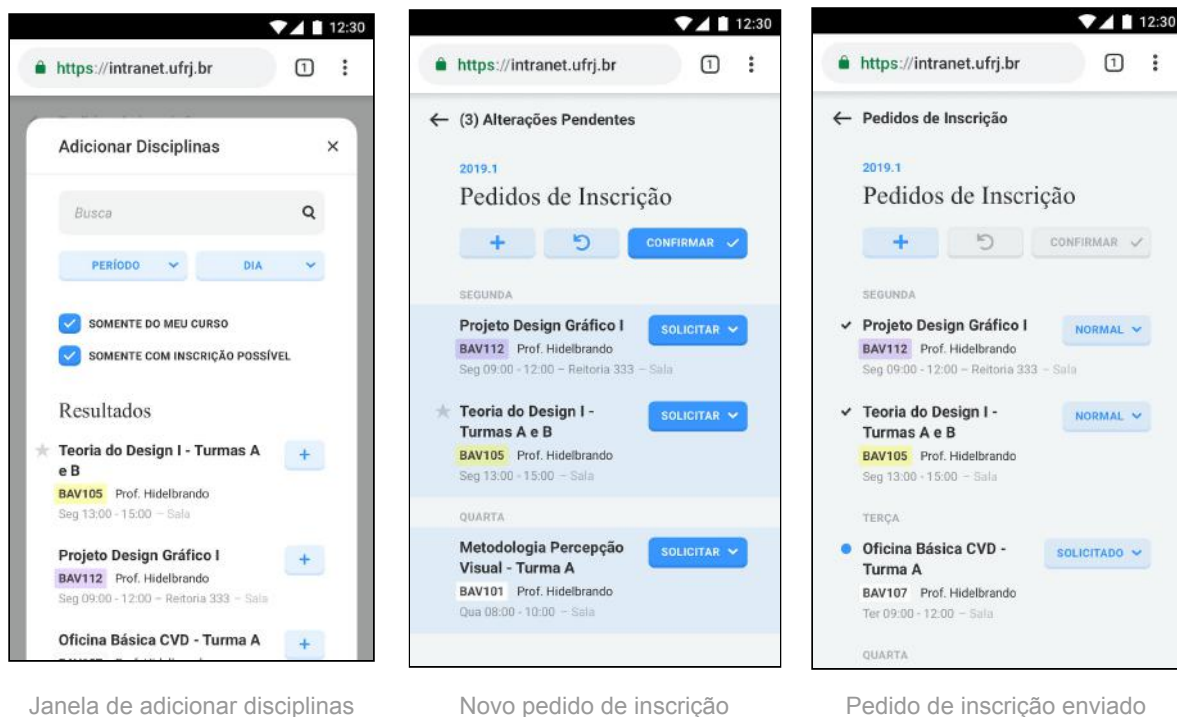 12:30
https://intranet.ufrj.br
1
Adicionar Disciplinas
Busca
PERÍODO
DIA
SOMENTE DO MEU CURSO
SOMENTE COM INSCRIÇÃO POSSÍVEL
Resultados
Teoria do Design I - Turmas A
e B
BAV105 Prof. Hidelbrando
Seg 13:00 - 15:00 – Sala
Projeto Design Gráfico I
BAV112 Prof. Hidelbrando
Seg 09:00 - 12:00 – Reitoria 333 – Sala
Oficina Básica CVD - Turma A
Janela de adicionar disciplinas
12:30
https://intranet.ufrj.br
1
(3) Alterações Pendentes
2019.1
Pedidos de Inscrição
CONFIRMAR
SEGUNDA
Projeto Design Gráfico I
SOLICITAR
BAV112 Prof. Hidelbrando
Seg 09:00 - 12:00 – Reitoria 333 – Sala
Teoria do Design I -
Turmas A e B
SOLICITAR
BAV105 Prof. Hidelbrando
Seg 13:00 - 15:00 – Sala
QUARTA
Metodologia Percepção
Visual - Turma A
SOLICITAR
BAV101 Prof. Hidelbrando
Qua 08:00 - 10:00 – Sala
Novo pedido de inscrição
12:30
https://intranet.ufrj.br
1
Pedidos de Inscrição
2019.1
Pedidos de Inscrição
CONFIRMAR
SEGUNDA
Projeto Design Gráfico I
NORMAL
BAV112 Prof. Hidelbrando
Seg 09:00 - 12:00 – Reitoria 333 – Sala
Teoria do Design I -
Turmas A e B
NORMAL
BAV105 Prof. Hidelbrando
Seg 13:00 - 15:00 – Sala
TERÇA
Oficina Básica CVD -
Turma A
SOLICITADO
BAV107 Prof. Hidelbrando
Ter 09:00 - 12:00 – Sala
QUARTA
Pedido de inscrição enviado